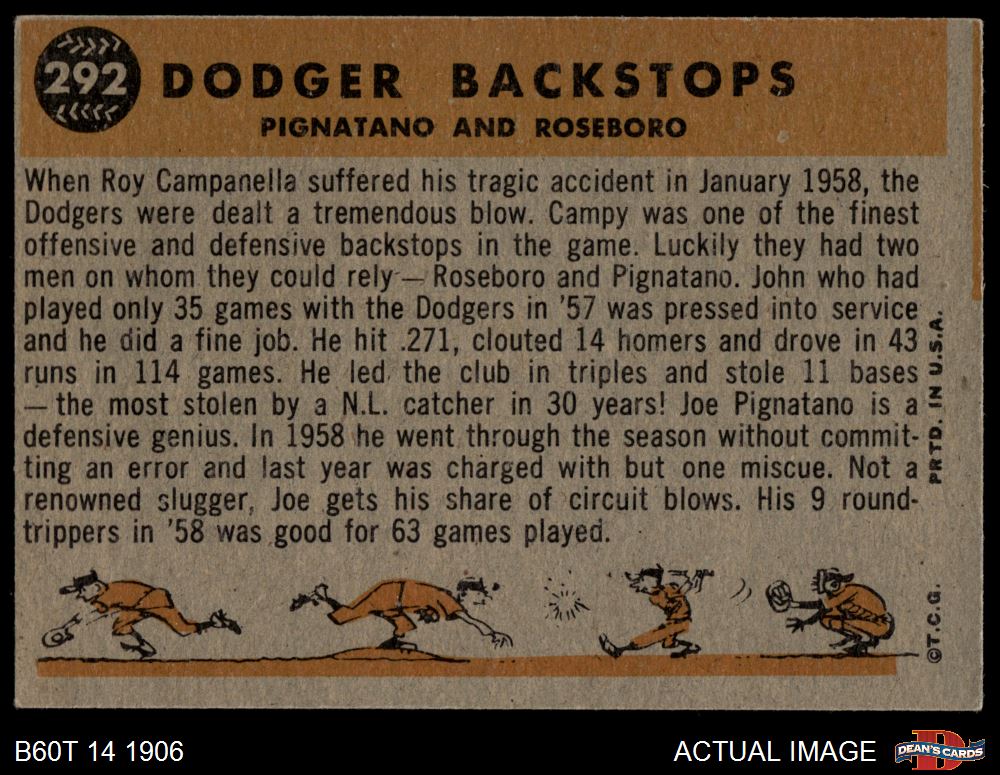 292
DODGER BACKSTOPS
PIGNATANO AND ROSEBORO
When Roy Campanella suffered his tragic accident in January 1958, the
Dodgers were dealt a tremendous blow. Campy was one of the finest
offensive and defensive backstops in the game. Luckily they had two
men on whom they could rely—Roseboro and Pignatano. John who had
played only 35 games with the Dodgers in '57 was pressed into service
and he did a fine job. He hit .271, clouted 14 homers and drove in 43
runs in 114 games. He led the club in triples and stole 11 bases
—the most stolen by a N.L. catcher in 30 years! Joe Pignatano is a
defensive genius. In 1958 he went through the season without commit-
ting an error and last year was charged with but one miscue. Not a
renowned slugger, Joe gets his share of circuit blows. His 9 round-
trippers in '58 was good for 63 games played.
PRTD. IN U.S.A.
©T.C.G.
B60T 14 1906
ACTUAL IMAGE
DEAN'S CARDS